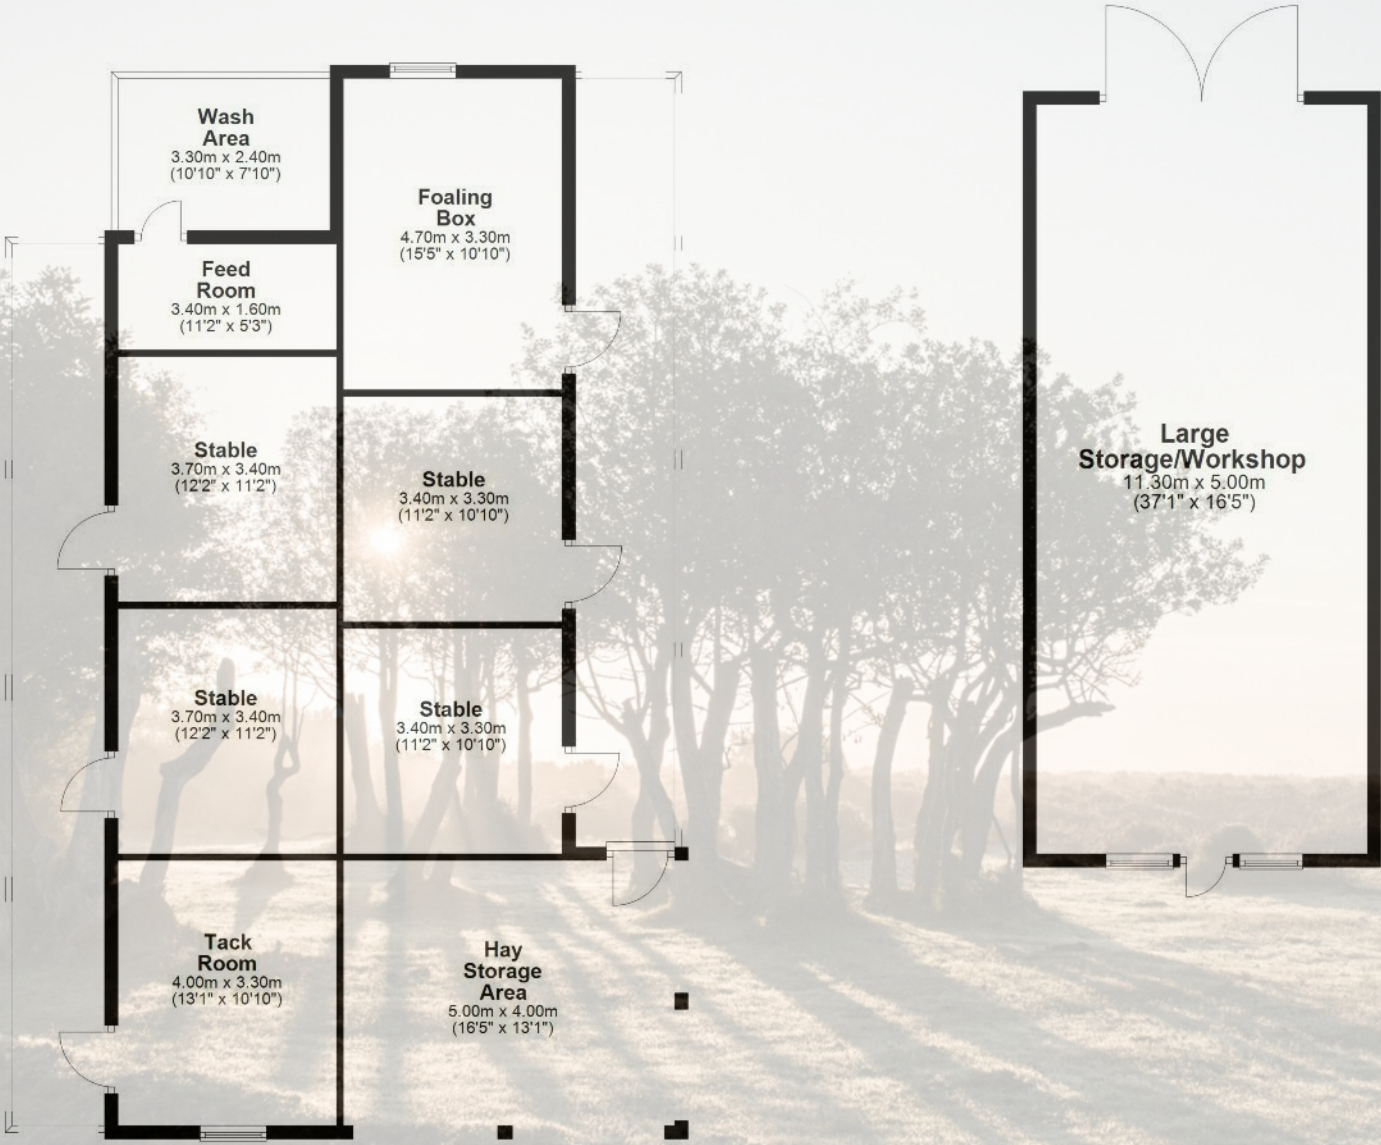 Wash
Area
3.30m x 2.40m
(10'10" x 7'10")
Foaling
Box
4.70m x 3.30m
(15'5" x 10'10")
Feed
Room
3.40m x 1.60m
(11'2" x 5'3")
Stable
3.70m x 3.40m
(12'2" x 11'2")
Stable
3.40m x 3.30m
(11'2" x 10'10")
Large
Storage/Workshop
11.30m x 5.00m
(37'1" x 16'5")
Stable
3.70m x 3.40m
(12'2" x 11'2")
Stable
3.40m x 3.30m
(11'2" x 10'10")
Tack
Room
4.00m x 3.30m
(13'1" x 10'10")
Hay
Storage
Area
5.00m x 4.00m
(16'5" x 13'1")